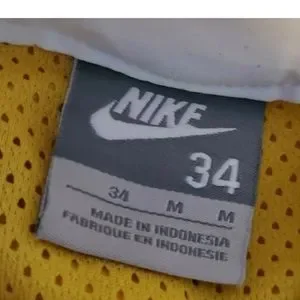 NIKE
34
34 M M
MADE IN INDONESIA
FABRIQUE EN INDONESIE